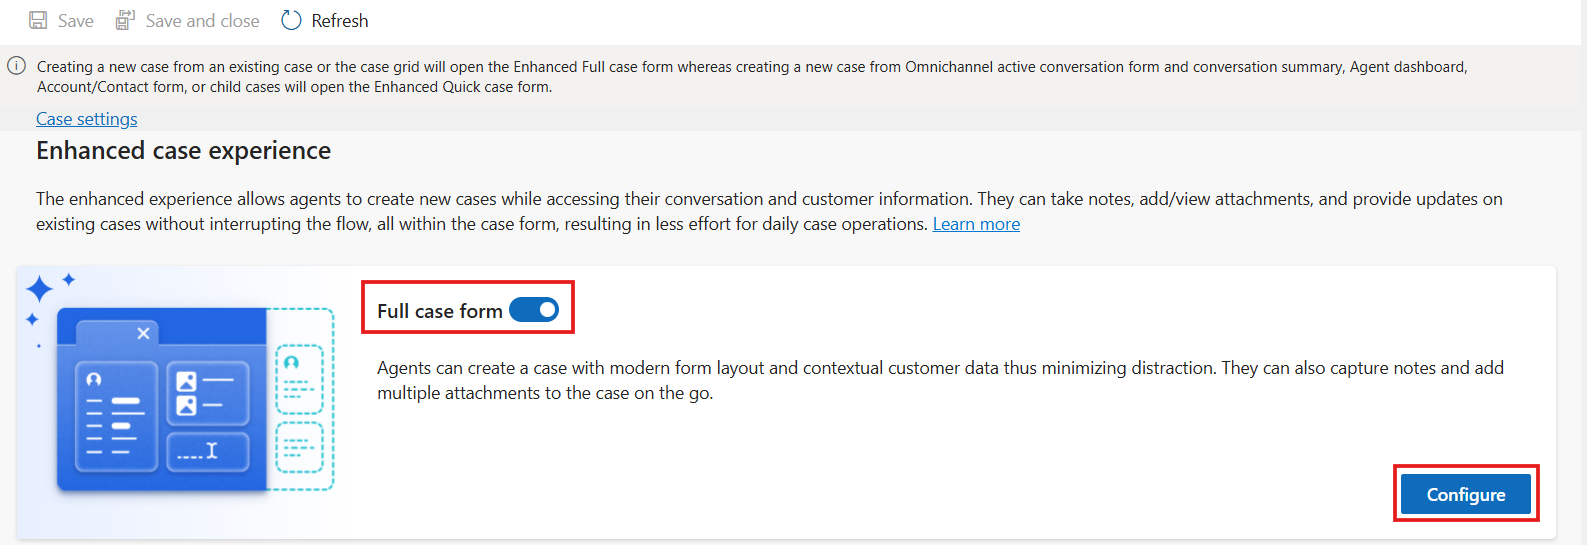 Save Save and close Refresh
Creating a new case from an existing case or the case grid will open the Enhanced Full case form whereas creating a new case from Omnichannel active conversation form and conversation summary, Agent dashboard,
Account/Contact form, or child cases will open the Enhanced Quick case form.
Case settings
Enhanced case experience
The enhanced experience allows agents to create new cases while accessing their conversation and customer information. They can take notes, add/view attachments, and provide updates on
existing cases without interrupting the flow, all within the case form, resulting in less effort for daily case operations. Learn more
Full case form
Agents can create a case with modern form layout and contextual customer data thus minimizing distraction. They can also capture notes and add
multiple attachments to the case on the go.
Configure